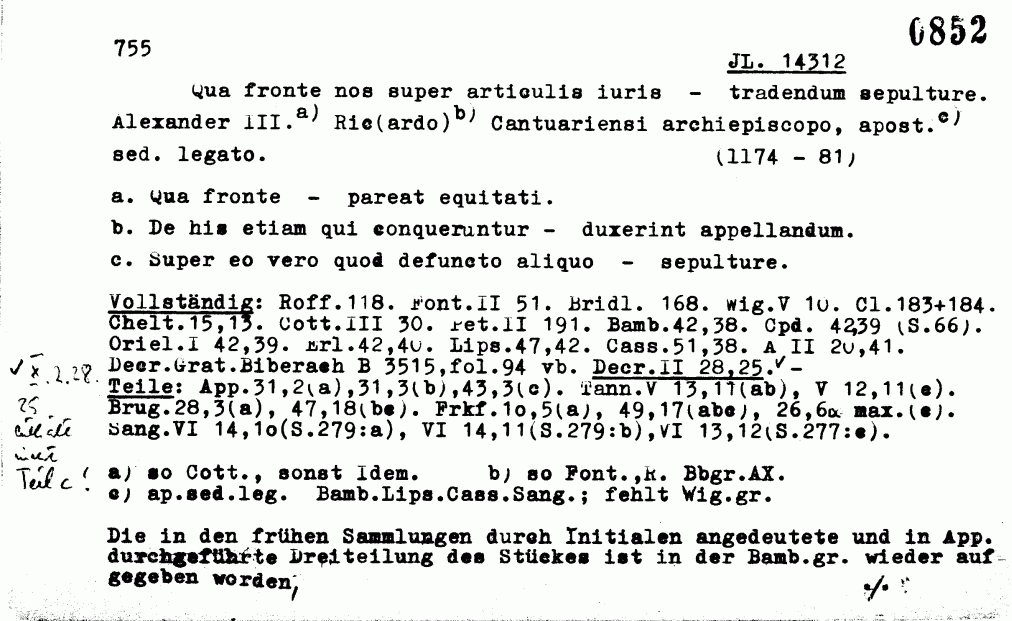 0852
755
JL. 14312
Qua fronte nos super articulis iuris - tradendum sepulture.
Alexander III.a) Ric(ardo)b) Cantuariensi archiepiscopo, apost.c)
sed. legato. (1174 - 81)
a. Qua fronte - pareat equitati.
b. De his etiam qui conqueruntur - duxerint appellandum.
c. Super eo vero quod defuncto aliquo - sepulture.
Vollständig: Roff.118. Font.II 51. Bridl. 168. Wig.V 10. Cl.183+184.
Chelt.15,13. Cott.III 30. Pet.II 191. Bamb.42,38. Cpd. 4239 (S.66).
Oriel.I 42,39. Erl.42,40. Lips.47,42. Cass.51,38. A II 20,41.
✓ X. 2.28. Decr.Grat.Biberach B 3515,fol.94 vb. Decr.II 28,25.✓-
25 Teile: App.31,2(a),31,3(b),43,3(c). Tann.V 13,11(ab), V 12,11(c).
Brug.28,3(a), 47,18(bc). Frkf.10,5(a), 49,17(abc), 26,6α max.(c).
Sang.VI 14,10(S.279:a), VI 14,11(S.279:b),VI 13,12(S.277:c).
Teil c !
a) so Cott., sonst Idem. b) so Font.,R. Bbgr.AX.
c) ap.sed.leg. Bamb.Lips.Cass.Sang.; fehlt Wig.gr.
Die in den frühen Sammlungen durch Initialen angedeutete und in App.
durchgeführte Dreiteilung des Stückes ist in der Bamb.gr. wieder auf-
gegeben worden,
./.